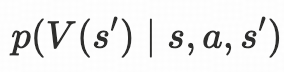 p(V(s′) | s, a, s′)